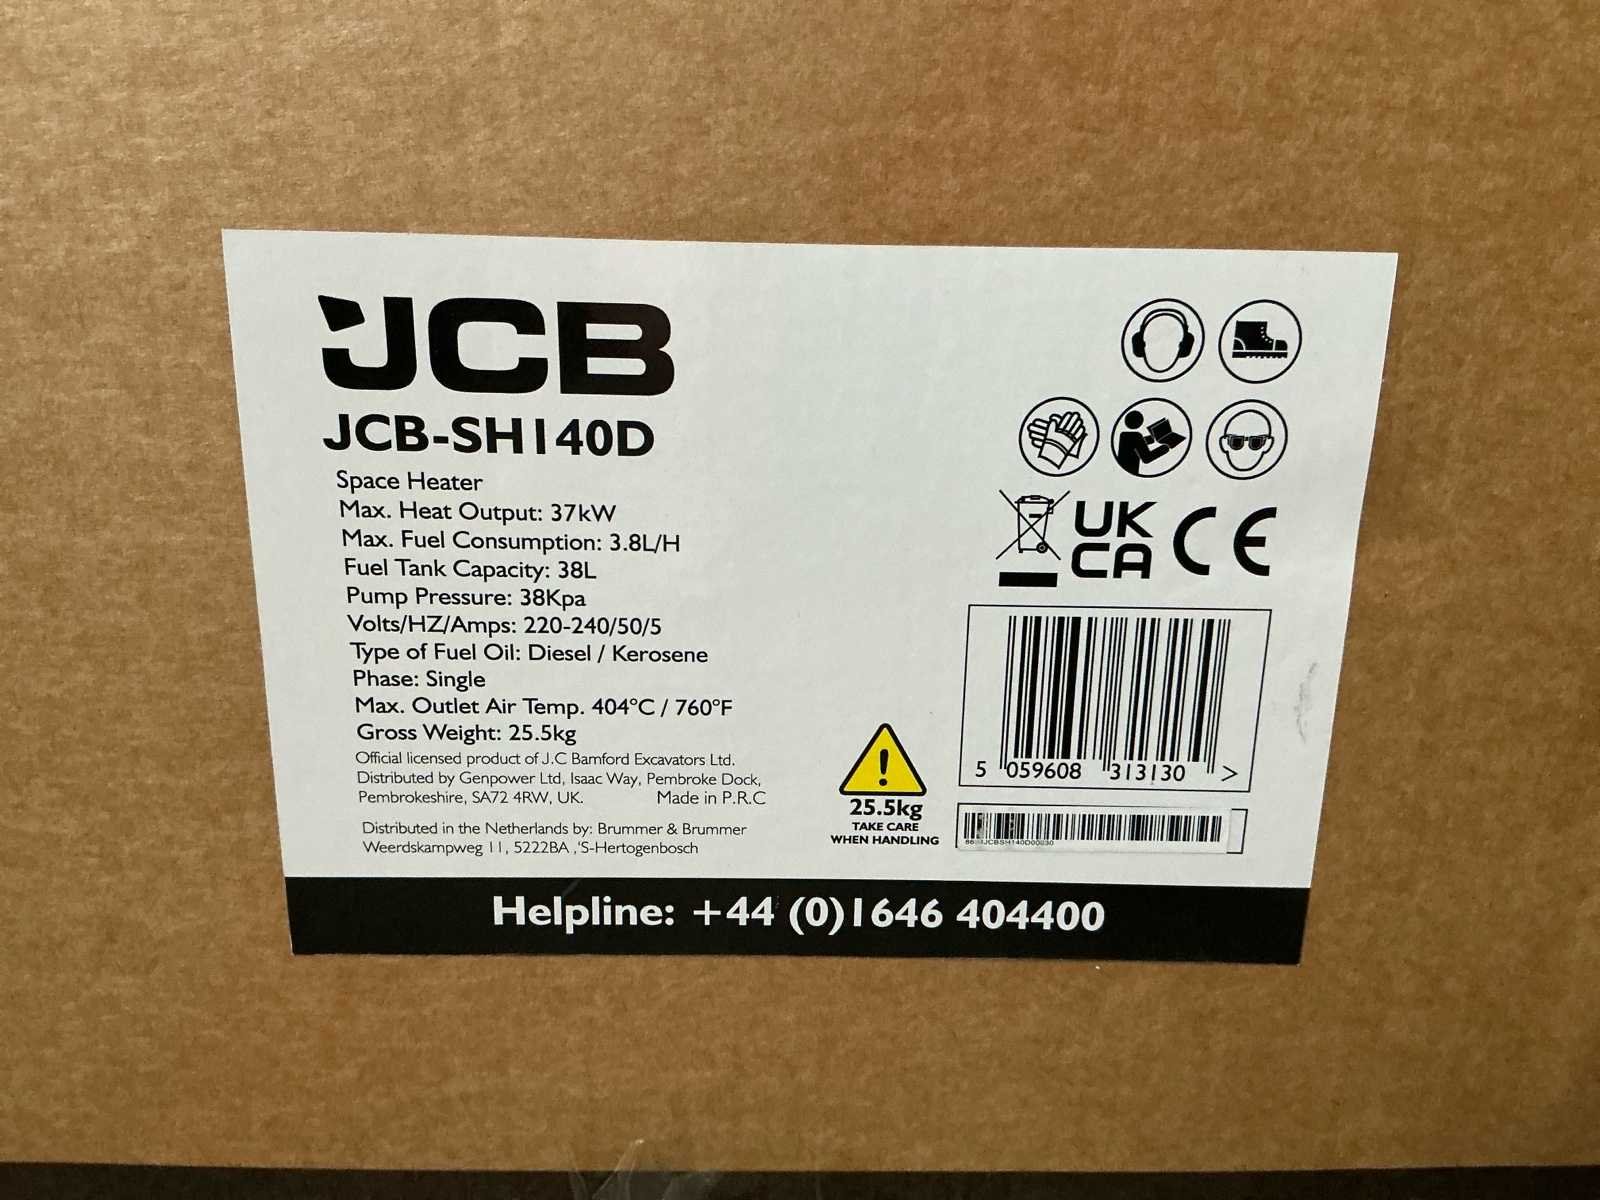 JCB
JCB-SH140D
Space Heater
Max. Heat Output: 37kW
Max. Fuel Consumption: 3.8L/H
Fuel Tank Capacity: 38L
Pump Pressure: 38Kpa
Volts/HZ/Amps: 220-240/50/5
Type of Fuel Oil: Diesel / Kerosene
Phase: Single
Max. Outlet Air Temp. 404°C / 760°F
Gross Weight: 25.5kg
Official licensed product of J.C Bamford Excavators Ltd.
Distributed by Genpower Ltd, Isaac Way, Pembroke Dock,
Pembrokeshire, SA72 4RW, UK. Made in P.R.C
Distributed in the Netherlands by: Brummer & Brummer
Weerdskampweg 11, 5222BA ,'S-Hertogenbosch
UK
CA CE
5 059608 313130 >
25.5kg
TAKE CARE
WHEN HANDLING
Helpline: +44 (0)1646 404400